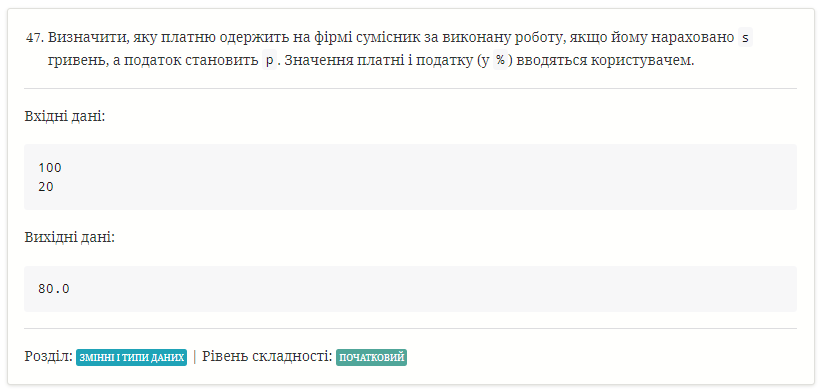 47. Визначити, яку платню одержить на фірмі сумісник за виконану роботу, якщо йому нараховано s
гривень, а податок становить p . Значення платні і податку (у % ) вводяться користувачем.
Вхідні дані:
100
20
Вихідні дані:
80.0
Розділ: ЗМІННІ І ТИПИ ДАНИХ | Рівень складності: ПОЧАТКОВИЙ